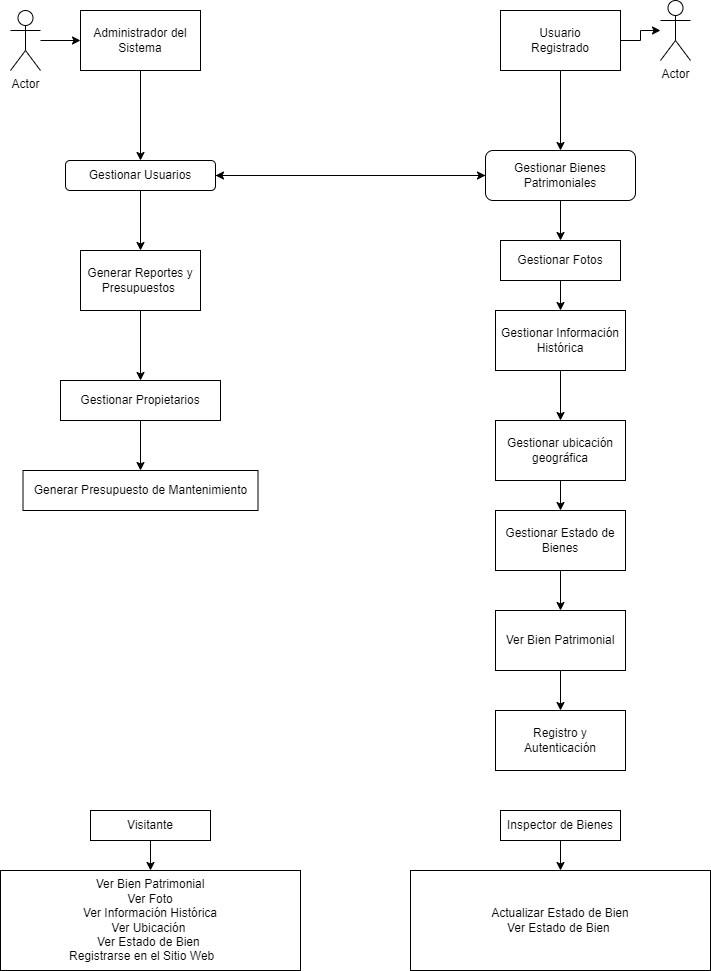 Actor
Administrador del
Sistema
Usuario
Registrado
Actor
Gestionar Usuarios
Gestionar Bienes
Patrimoniales
Generar Reportes y
Presupuestos
Gestionar Fotos
Gestionar Información
Histórica
Gestionar Propietarios
Gestionar ubicación
geográfica
Generar Presupuesto de Mantenimiento
Gestionar Estado de
Bienes
Ver Bien Patrimonial
Registro y
Autenticación
Visitante
Ver Bien Patrimonial
Ver Foto
Ver Información Histórica
Ver Ubicación
Ver Estado de Bien
Registrarse en el Sitio Web
Inspector de Bienes
Actualizar Estado de Bien
Ver Estado de Bien